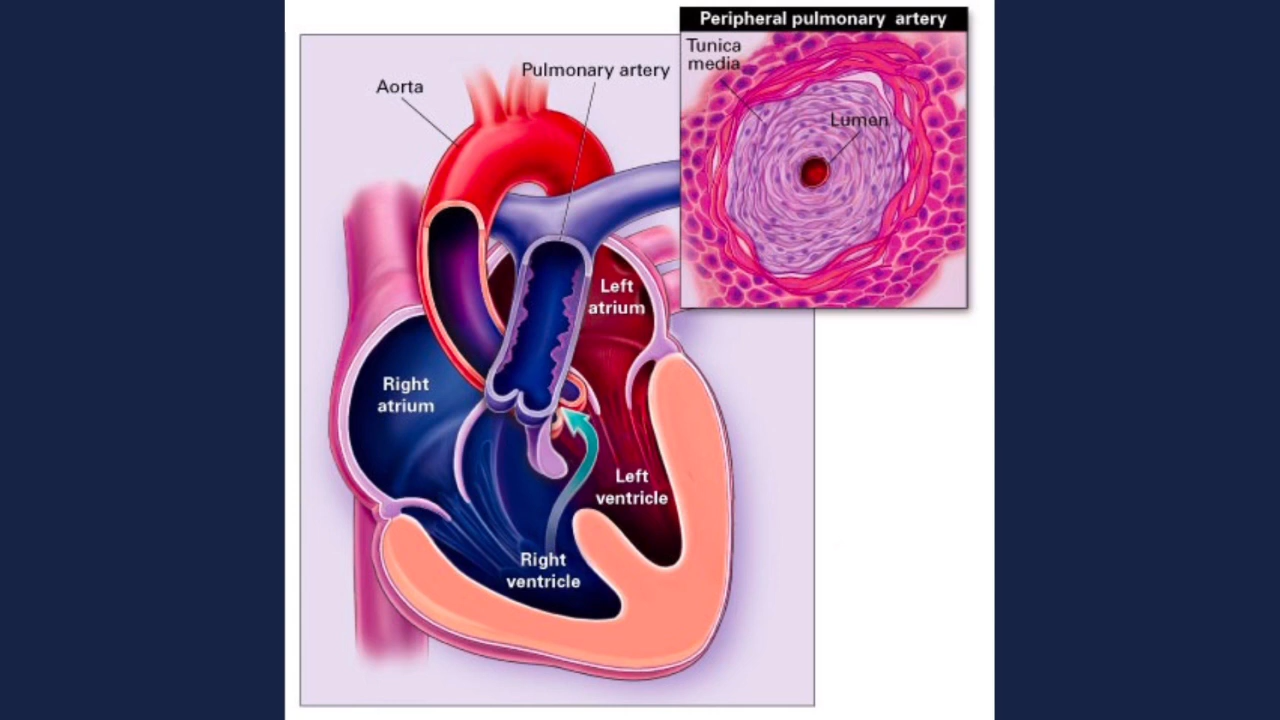 Peripheral pulmonary artery
Tunica
media
Lumen
Pulmonary artery
Aorta
Left
atrium
Right
atrium
Left
ventricle
Right
ventricle